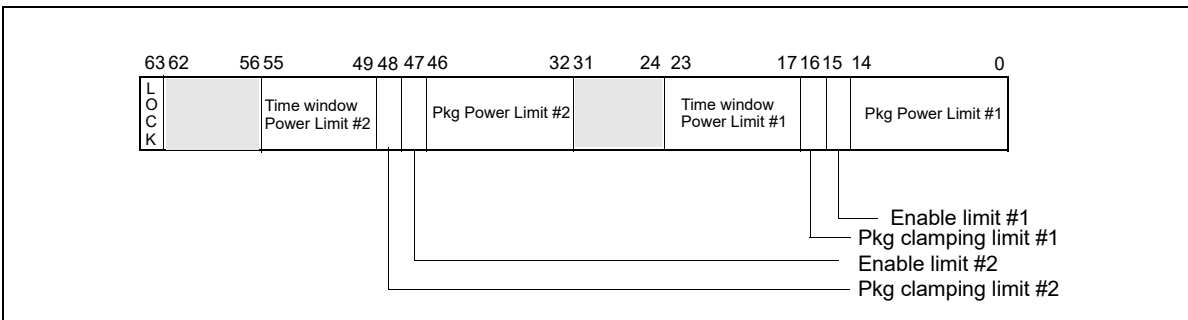 63 62 56 55 49 48 47 46 32 31 24 23 17 16 15 14 0
L
O
C
K
Time window
Power Limit #2
Pkg Power Limit #2
Time window
Power Limit #1
Pkg Power Limit #1
Enable limit #1
Pkg clamping limit #1
Enable limit #2
Pkg clamping limit #2